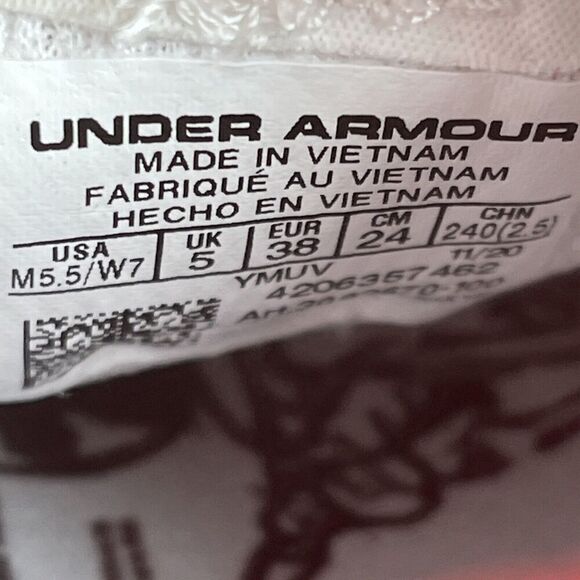 UNDER ARMOUR
MADE IN VIETNAM
FABRIQUÉ AU VIETNAM
HECHO EN VIETNAM
USA UK EUR CM CHN
M5.5/W7 5 38 24 240(2.5)
YMUV 11/20
4206357462